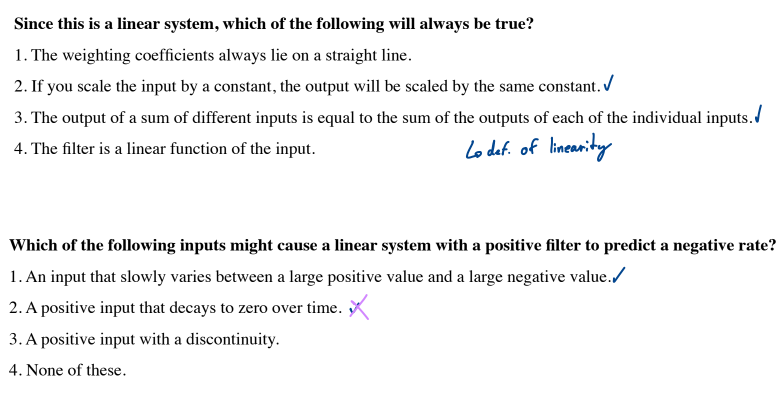 Since this is a linear system, which of the following will always be true?
1. The weighting coefficients always lie on a straight line.
2. If you scale the input by a constant, the output will be scaled by the same constant. ✓
3. The output of a sum of different inputs is equal to the sum of the outputs of each of the individual inputs. ✓
4. The filter is a linear function of the input.
↳ def. of linearity
Which of the following inputs might cause a linear system with a positive filter to predict a negative rate?
1. An input that slowly varies between a large positive value and a large negative value. ✓
2. A positive input that decays to zero over time. ✗
3. A positive input with a discontinuity.
4. None of these.